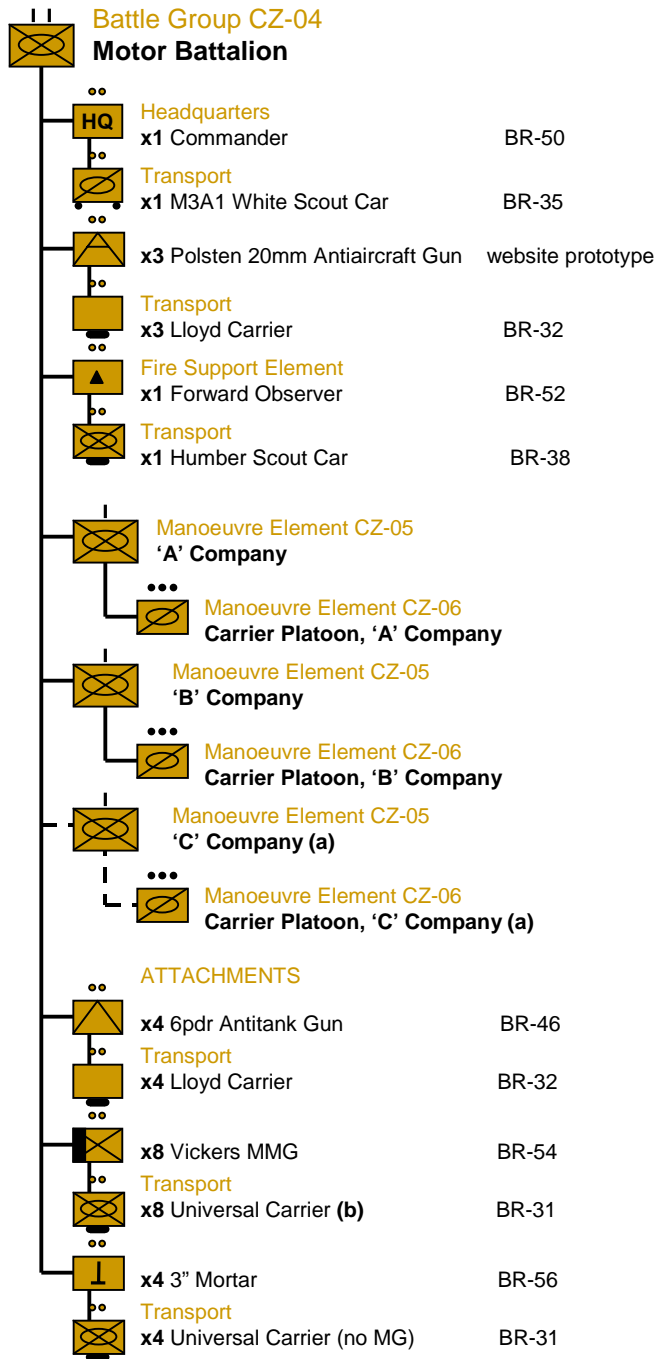 Battle Group CZ-04
Motor Battalion
HQ
Headquarters
x1 Commander BR-50
Transport
x1 M3A1 White Scout Car BR-35
x3 Polsten 20mm Antiaircraft Gun website prototype
Transport
x3 Lloyd Carrier BR-32
Fire Support Element
x1 Forward Observer BR-52
Transport
x1 Humber Scout Car BR-38
Manoeuvre Element CZ-05
‘A’ Company
Manoeuvre Element CZ-06
Carrier Platoon, ‘A’ Company
Manoeuvre Element CZ-05
‘B’ Company
Manoeuvre Element CZ-06
Carrier Platoon, ‘B’ Company
Manoeuvre Element CZ-05
‘C’ Company (a)
Manoeuvre Element CZ-06
Carrier Platoon, ‘C’ Company (a)
ATTACHMENTS
x4 6pdr Antitank Gun BR-46
Transport
x4 Lloyd Carrier BR-32
x8 Vickers MMG BR-54
Transport
x8 Universal Carrier (b) BR-31
x4 3” Mortar BR-56
Transport
x4 Universal Carrier (no MG) BR-31